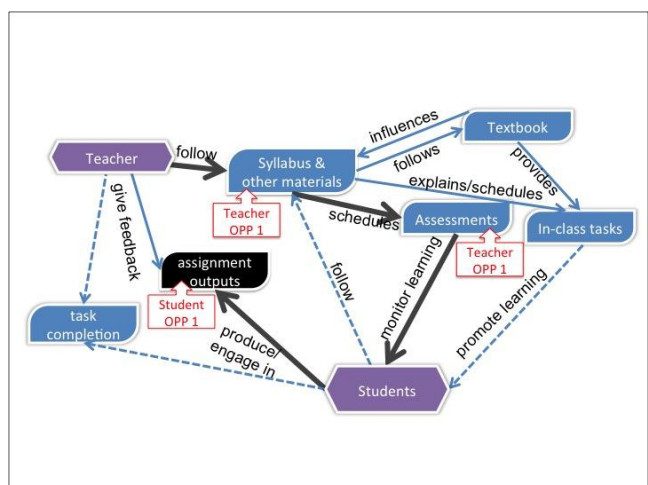 influences
Textbook
Teacher
follow
Syllabus &
other materials
follows
provides
explains/schedules
give feedback
Teacher
OPP 1
schedules
Assessments
In-class tasks
Teacher
OPP 1
assignment
outputs
Student
OPP 1
follow
monitor learning
promote learning
task
completion
produce/
engage in
Students